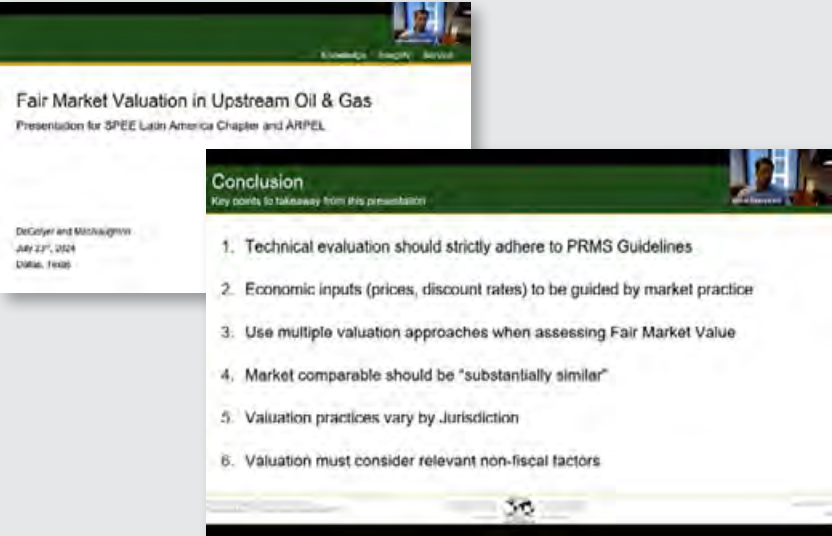 Knowledge Integrity Service
Fair Market Valuation in Upstream Oil & Gas
Presentation for SPEE Latin America Chapter and ARPEL
DeGolyer and MacNaughton
July 23rd, 2024
Dallas, Texas
Conclusion
Key points to takeaway from this presentation
1. Technical evaluation should strictly adhere to PRMS Guidelines
2. Economic inputs (prices, discount rates) to be guided by market practice
3. Use multiple valuation approaches when assessing Fair Market Value
4. Market comparable should be "substantially similar"
5. Valuation practices vary by Jurisdiction
6. Valuation must consider relevant non-fiscal factors